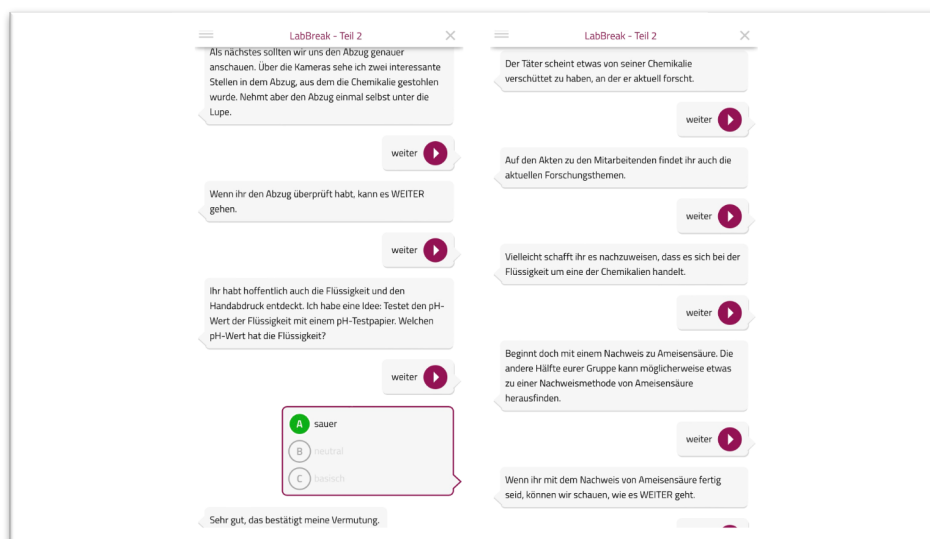 LabBreak - Teil 2
Als nächstes sollten wir uns den Abzug genauer
anschauen. Über die Kameras sehe ich zwei interessante
Stellen in dem Abzug, aus dem die Chemikalie gestohlen
wurde. Nehmt aber den Abzug einmal selbst unter die
Lupe.
weiter
Wenn ihr den Abzug überprüft habt, kann es WEITER
gehen.
weiter
Ihr habt hoffentlich auch die Flüssigkeit und den
Handabdruck entdeckt. Ich habe eine Idee: Testet den pH-
Wert der Flüssigkeit mit einem pH-Testpapier. Welchen
pH-Wert hat die Flüssigkeit?
weiter
A sauer
B neutral
C basisch
Sehr gut, das bestätigt meine Vermutung.
LabBreak - Teil 2
Der Täter scheint etwas von seiner Chemikalie
verschüttet zu haben, an der er aktuell forscht.
weiter
Auf den Akten zu den Mitarbeitenden findet ihr auch die
aktuellen Forschungsthemen.
weiter
Vielleicht schafft ihr es nachzuweisen, dass es sich bei der
Flüssigkeit um eine der Chemikalien handelt.
weiter
Beginnt doch mit einem Nachweis zu Ameisensäure. Die
andere Hälfte eurer Gruppe kann möglicherweise etwas
zu einer Nachweismethode von Ameisensäure
herausfinden.
weiter
Wenn ihr mit dem Nachweis von Ameisensäure fertig
seid, können wir schauen, wie es WEITER geht.